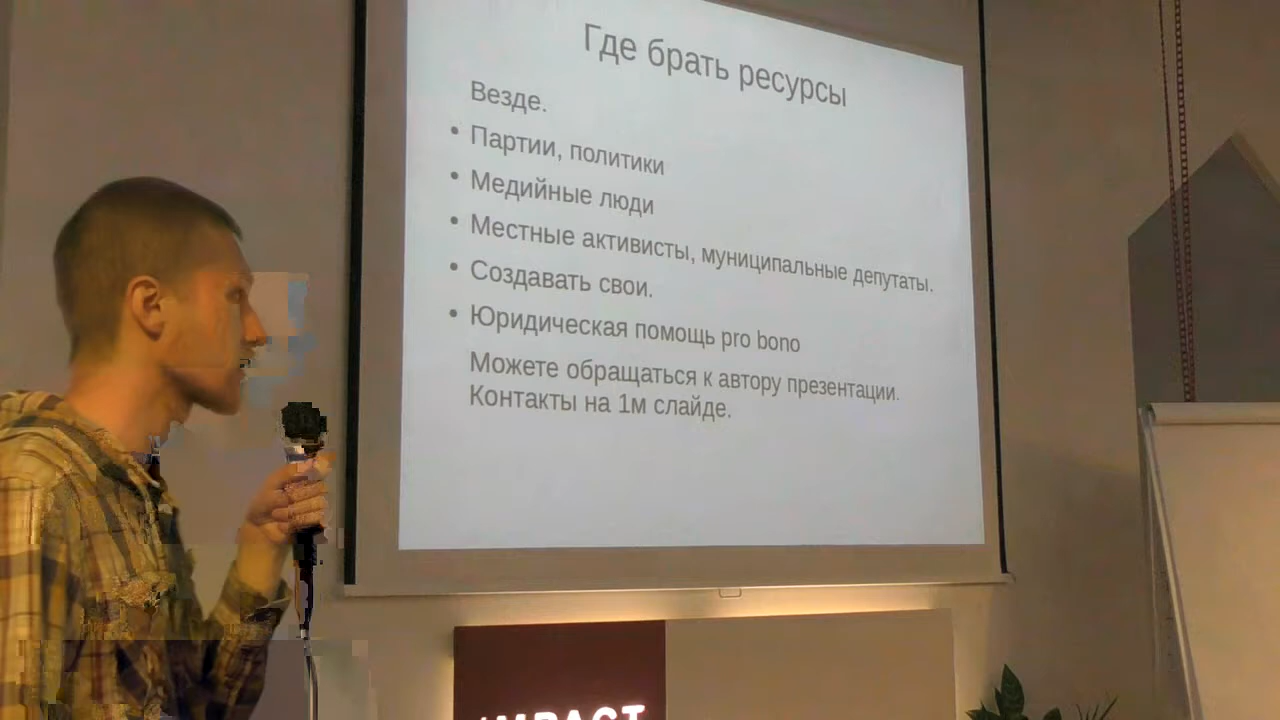 Где брать ресурсы
Везде.
• Партии, политики
• Медийные люди
• Местные активисты, муниципальные депутаты.
• Создавать свои.
• Юридическая помощь pro bono
Можете обращаться к автору презентации.
Контакты на 1м слайде.
IMPACT